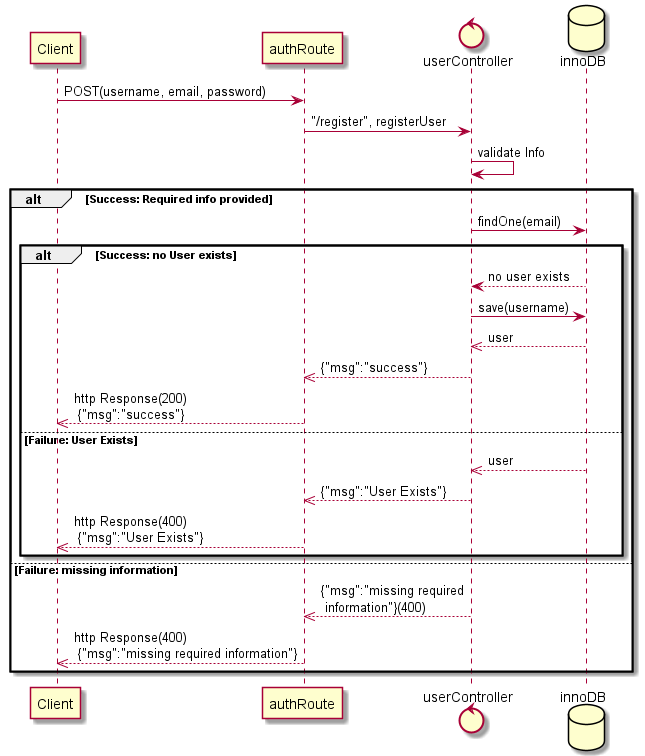 Client
authRoute
userController
innoDB
POST(username, email, password)
"/register", registerUser
validate Info
alt
[Success: Required info provided]
findOne(email)
alt
[Success: no User exists]
no user exists
save(username)
user
{"msg":"success"}
http Response(200)
{"msg":"success"}
[Failure: User Exists]
user
{"msg":"User Exists"}
http Response(400)
{"msg":"User Exists"}
[Failure: missing information]
{"msg":"missing required
information"}(400)
http Response(400)
{"msg":"missing required information"}
Client
authRoute
userController
innoDB